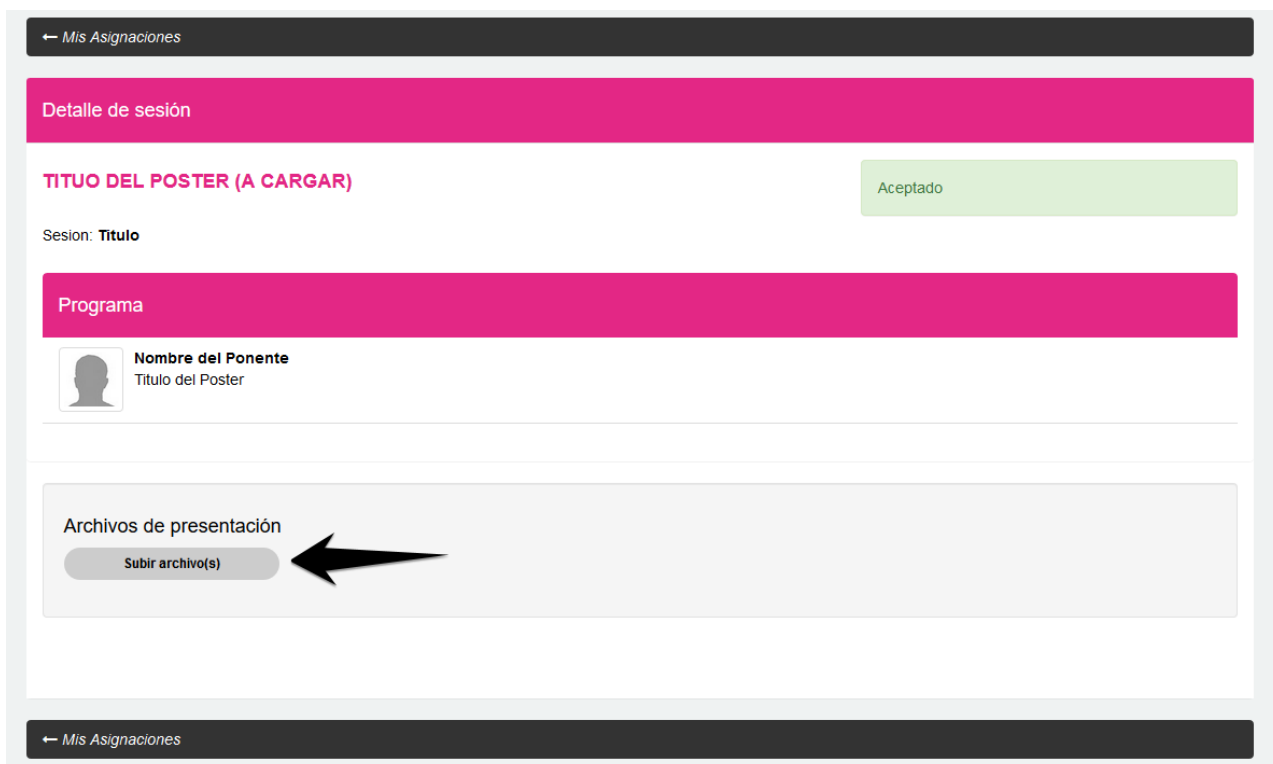 ← Mis Asignaciones
Detalle de sesión
TITUO DEL POSTER (A CARGAR)
Aceptado
Sesion: Titulo
Programa
Nombre del Ponente
Titulo del Poster
Archivos de presentación
Subir archivo(s)
← Mis Asignaciones